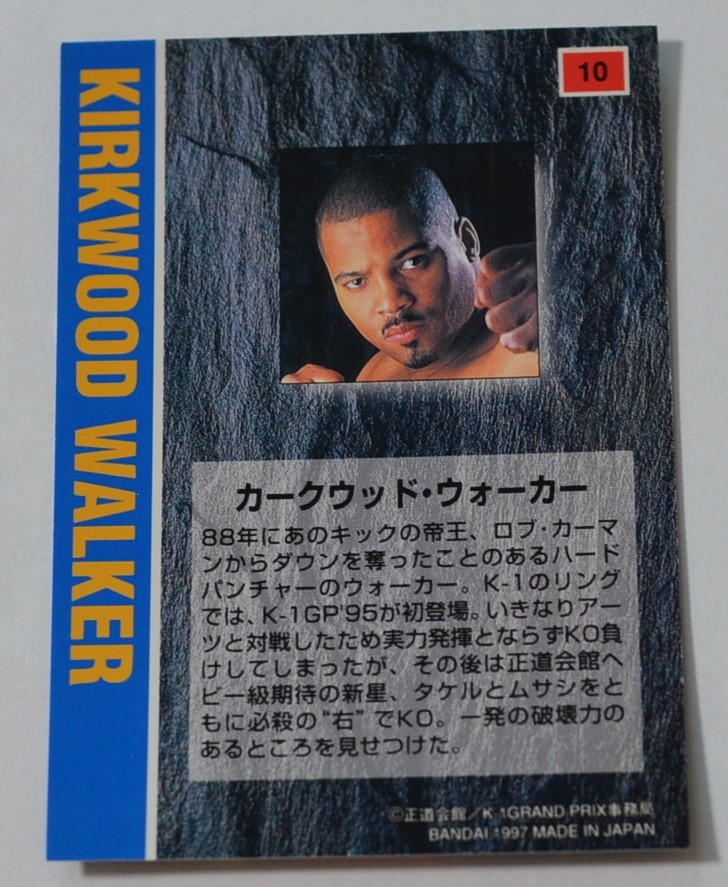 KIRKWOOD WALKER
10
カークウッド・ウォーカー
88年にあのキックの帝王、ロブ・カーマ
ンからダウンを奪ったことのあるハード
パンチャーのウォーカー。K-1のリング
では、K-1GP'95が初登場。いきなりアー
ツと対戦したため実力発揮とならずKO負
けしてしまったが、その後は正道会館ヘ
ビー級期待の新星、タケルとムサシをと
もに必殺の“右”でKO。一発の破壊力の
あるところを見せつけた。
©正道会館／K-1GRAND PRIX事務局
BANDAI 1997 MADE IN JAPAN